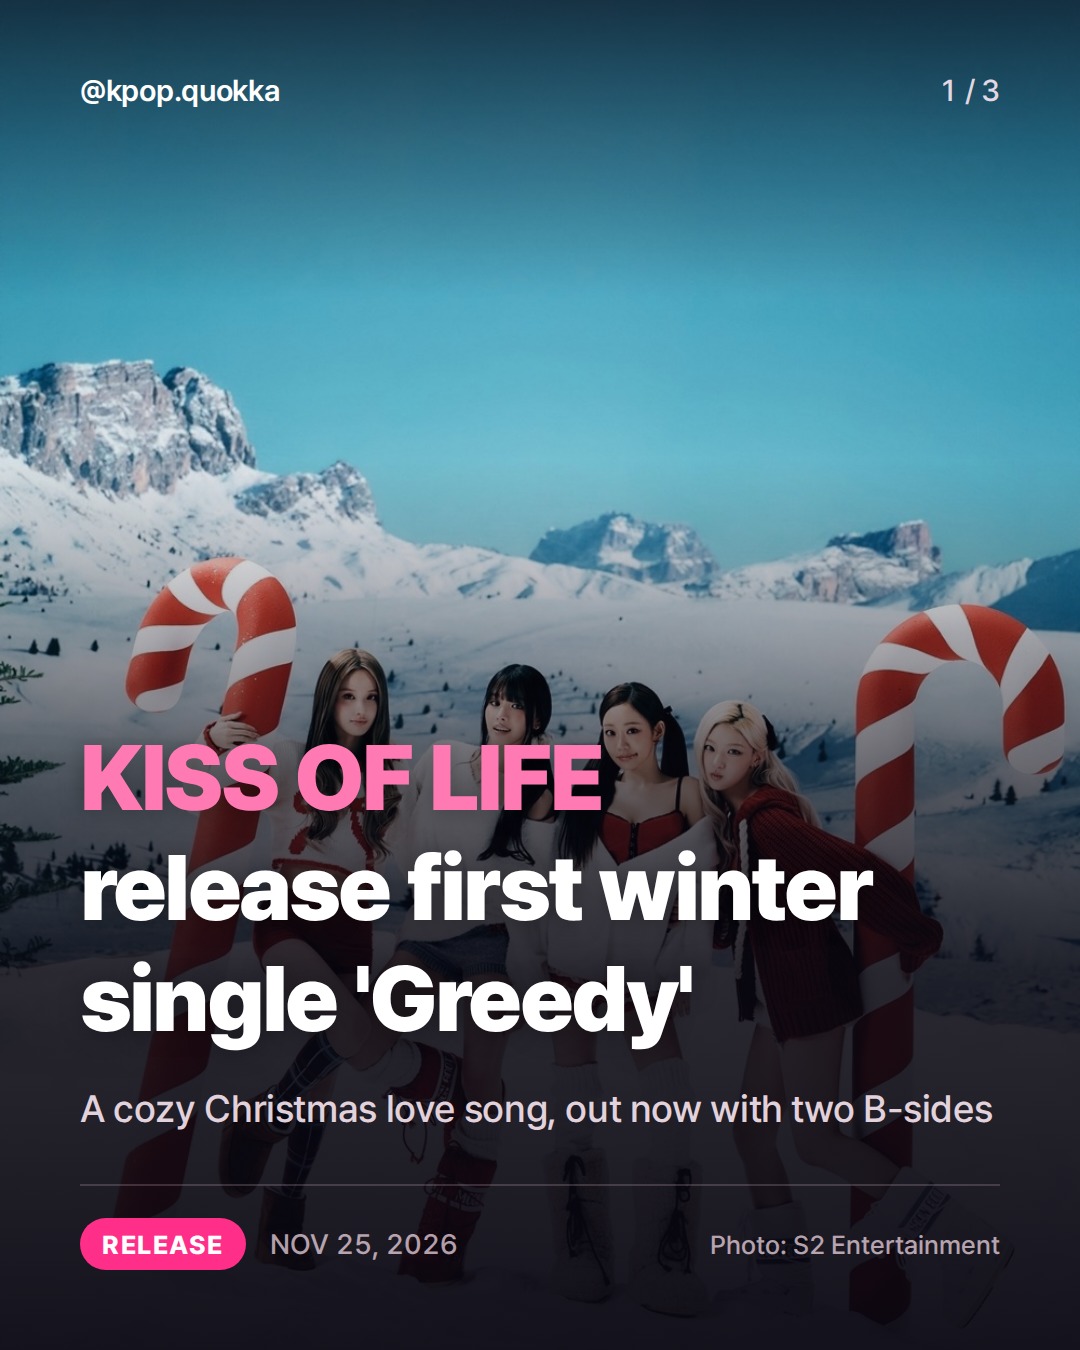 @kpop.quokka
1 / 3
KISS OF LIFE
release first winter
single 'Greedy'
A cozy Christmas love song, out now with two B-sides
RELEASE
NOV 25, 2026
Photo: S2 Entertainment